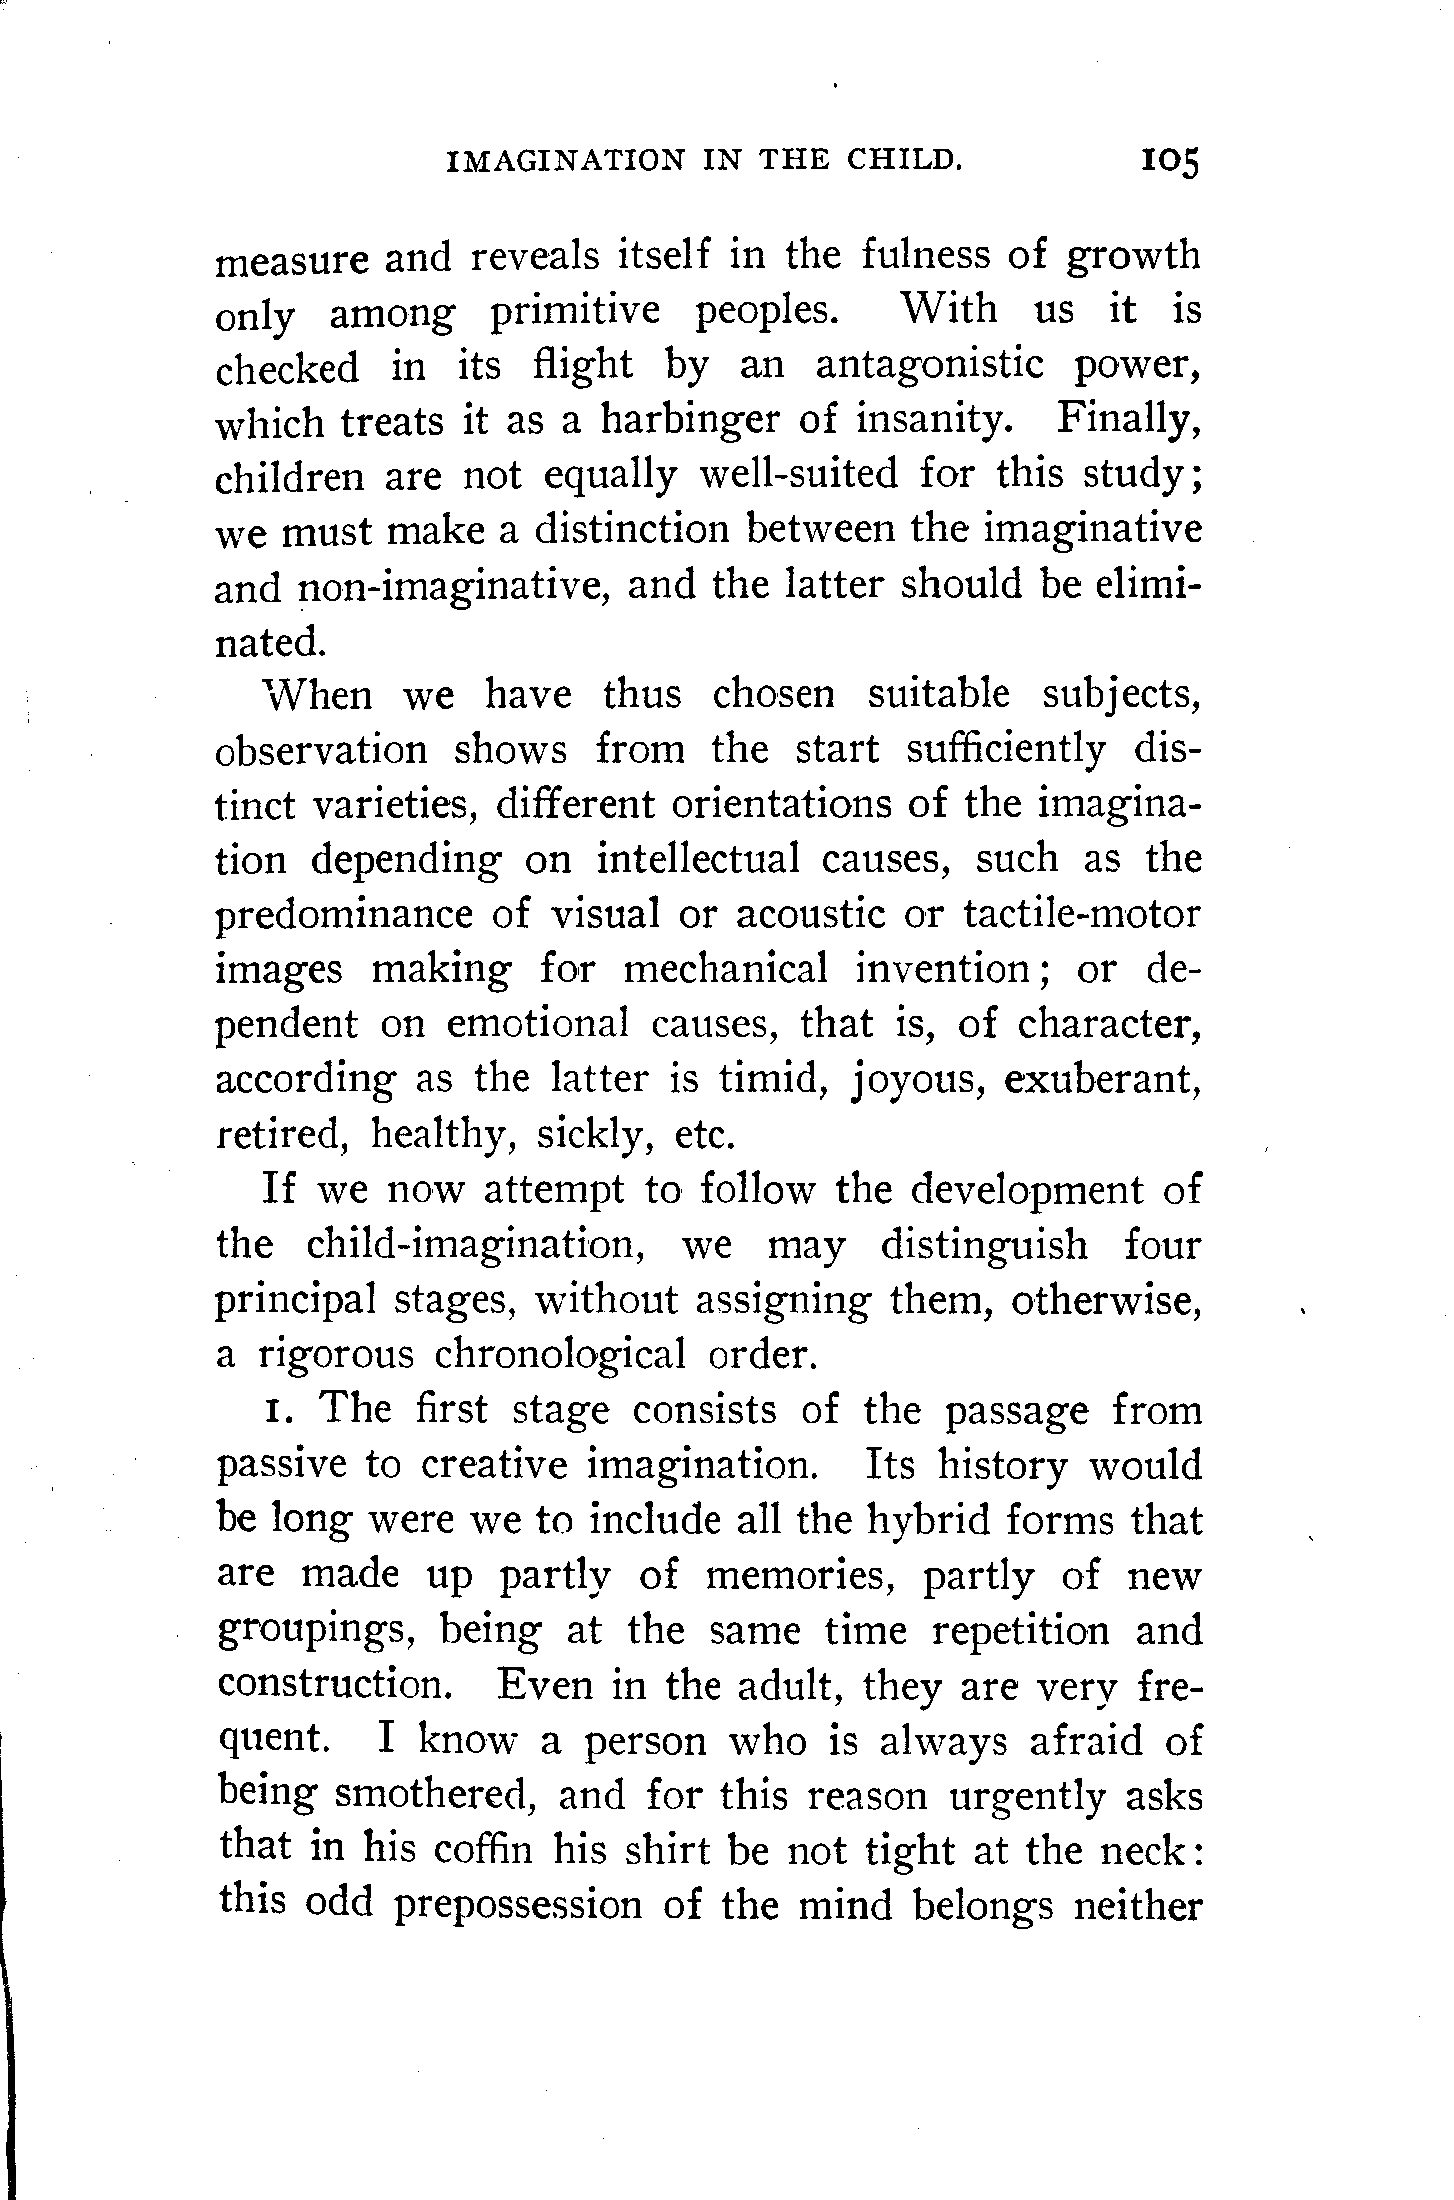 IMAGINATION IN THE CHILD. 105
measure and reveals itself in the fulness of growth
only among primitive peoples. With us it is
checked in its flight by an antagonistic power,
which treats it as a harbinger of insanity. Finally,
children are not equally well-suited for this study;
we must make a distinction between the imaginative
and non-imaginative, and the latter should be elimi-
nated.
When we have thus chosen suitable subjects,
observation shows from the start sufficiently dis-
tinct varieties, different orientations of the imagina-
tion depending on intellectual causes, such as the
predominance of visual or acoustic or tactile-motor
images making for mechanical invention; or de-
pendent on emotional causes, that is, of character,
according as the latter is timid, joyous, exuberant,
retired, healthy, sickly, etc.
If we now attempt to follow the development of
the child-imagination, we may distinguish four
principal stages, without assigning them, otherwise,
a rigorous chronological order.
1. The first stage consists of the passage from
passive to creative imagination. Its history would
be long were we to include all the hybrid forms that
are made up partly of memories, partly of new
groupings, being at the same time repetition and
construction. Even in the adult, they are very fre-
quent. I know a person who is always afraid of
being smothered, and for this reason urgently asks
that in his coffin his shirt be not tight at the neck:
this odd prepossession of the mind belongs neither